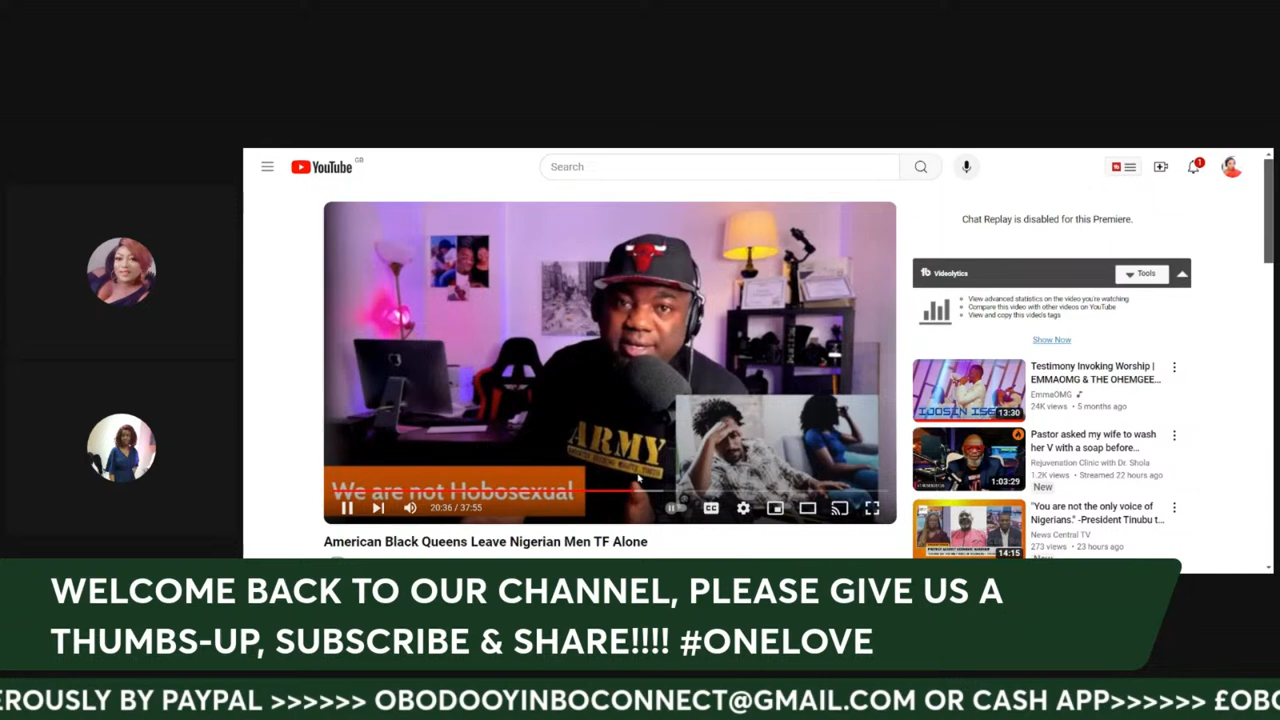 YouTube GB
Search
1
Chat Replay is disabled for this Premiere.
Videolytics
Tools
View advanced statistics on the video you're watching
Compare this video with other videos on YouTube
View and copy this video's tags
Show Now
ARMY
We are not Hobosexual
20:36 / 37:55
CC
American Black Queens Leave Nigerian Men TF Alone
Testimony Invoking Worship |
EMMAOMG & THE OHEMGEE...
EmmaOMG
24K views • 5 months ago
13:30
Pastor asked my wife to wash
her V with a soap before...
Rejuvenation Clinic with Dr. Shola
1.2K views • Streamed 22 hours ago
New
1:03:29
"You are not the only voice of
Nigerians." -President Tinubu t...
News Central TV
273 views • 23 hours ago
14:15
WELCOME BACK TO OUR CHANNEL, PLEASE GIVE US A
THUMBS-UP, SUBSCRIBE & SHARE!!!! #ONELOVE
EROUSLY BY PAYPAL >>>>>> OBODOOYINBOCONNECT@GMAIL.COM OR CASH APP>>>>>> £OBO